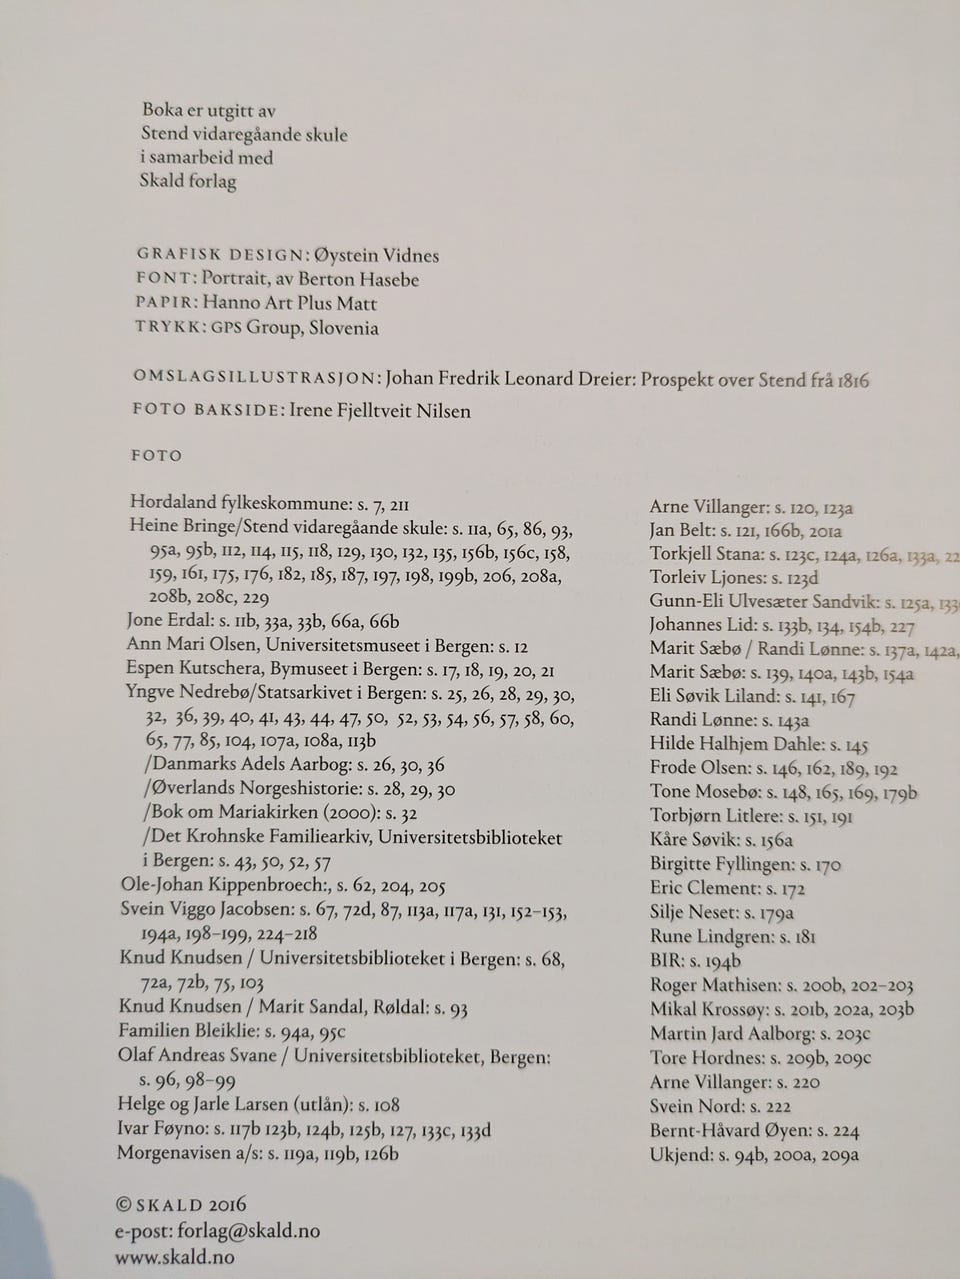 Boka er utgitt av
Stend vidaregåande skule
i samarbeid med
Skald forlag
GRAFISK DESIGN: Øystein Vidnes
FONT: Portrait, av Berton Hasebe
PAPIR: Hanno Art Plus Matt
TRYKK: GPS Group, Slovenia
OMSLAGSILLUSTRASJON: Johan Fredrik Leonard Dreier: Prospekt over Stend frå 1816
FOTO BAKSIDE: Irene Fjelltveit Nilsen
FOTO
Hordaland fylkeskommune: s. 7, 211
Heine Bringe/Stend vidaregåande skule: s. 11a, 65, 86, 93,
95a, 95b, 112, 114, 115, 118, 129, 130, 132, 135, 156b, 156c, 158,
159, 161, 175, 176, 182, 185, 187, 197, 198, 199b, 206, 208a,
208b, 208c, 229
Jone Erdal: s. 11b, 33a, 33b, 66a, 66b
Ann Mari Olsen, Universitetsmuseet i Bergen: s. 12
Espen Kutschera, Bymuseet i Bergen: s. 17, 18, 19, 20, 21
Yngve Nedrebø/Statsarkivet i Bergen: s. 25, 26, 28, 29, 30,
32, 36, 39, 40, 41, 43, 44, 47, 50, 52, 53, 54, 56, 57, 58, 60,
65, 77, 85, 104, 107a, 108a, 113b
/Danmarks Adels Aarbog: s. 26, 30, 36
/Øverlands Norgeshistorie: s. 28, 29, 30
/Bok om Mariakirken (2000): s. 32
/Det Krohnske Familiearkiv, Universitetsbiblioteket
i Bergen: s. 43, 50, 52, 57
Ole-Johan Kippenbroech:, s. 62, 204, 205
Svein Viggo Jacobsen: s. 67, 72d, 87, 113a, 117a, 131, 152–153,
194a, 198–199, 224–218
Knud Knudsen / Universitetsbiblioteket i Bergen: s. 68,
72a, 72b, 75, 103
Knud Knudsen / Marit Sandal, Røldal: s. 93
Familien Bleiklie: s. 94a, 95c
Olaf Andreas Svane / Universitetsbiblioteket, Bergen:
s. 96, 98–99
Helge og Jarle Larsen (utlån): s. 108
Ivar Føyno: s. 117b 123b, 124b, 125b, 127, 133c, 133d
Morgenavisen a/s: s. 119a, 119b, 126b
Arne Villanger: s. 120, 123a
Jan Belt: s. 121, 166b, 201a
Torkjell Stana: s. 123c, 124a, 126a, 133a, 22
Torleiv Ljones: s. 123d
Gunn-Eli Ulvesæter Sandvik: s. 125a, 133
Johannes Lid: s. 133b, 134, 154b, 227
Marit Sæbø / Randi Lønne: s. 137a, 142a,
Marit Sæbø: s. 139, 140a, 143b, 154a
Eli Søvik Liland: s. 141, 167
Randi Lønne: s. 143a
Hilde Halhjem Dahle: s. 145
Frode Olsen: s. 146, 162, 189, 192
Tone Mosebø: s. 148, 165, 169, 179b
Torbjørn Litlere: s. 151, 191
Kåre Søvik: s. 156a
Birgitte Fyllingen: s. 170
Eric Clement: s. 172
Silje Neset: s. 179a
Rune Lindgren: s. 181
BIR: s. 194b
Roger Mathisen: s. 200b, 202–203
Mikal Krossøy: s. 201b, 202a, 203b
Martin Jard Aalborg: s. 203c
Tore Hordnes: s. 209b, 209c
Arne Villanger: s. 220
Svein Nord: s. 222
Bernt-Håvard Øyen: s. 224
Ukjend: s. 94b, 200a, 209a
© SKALD 2016
e-post: forlag@skald.no
www.skald.no